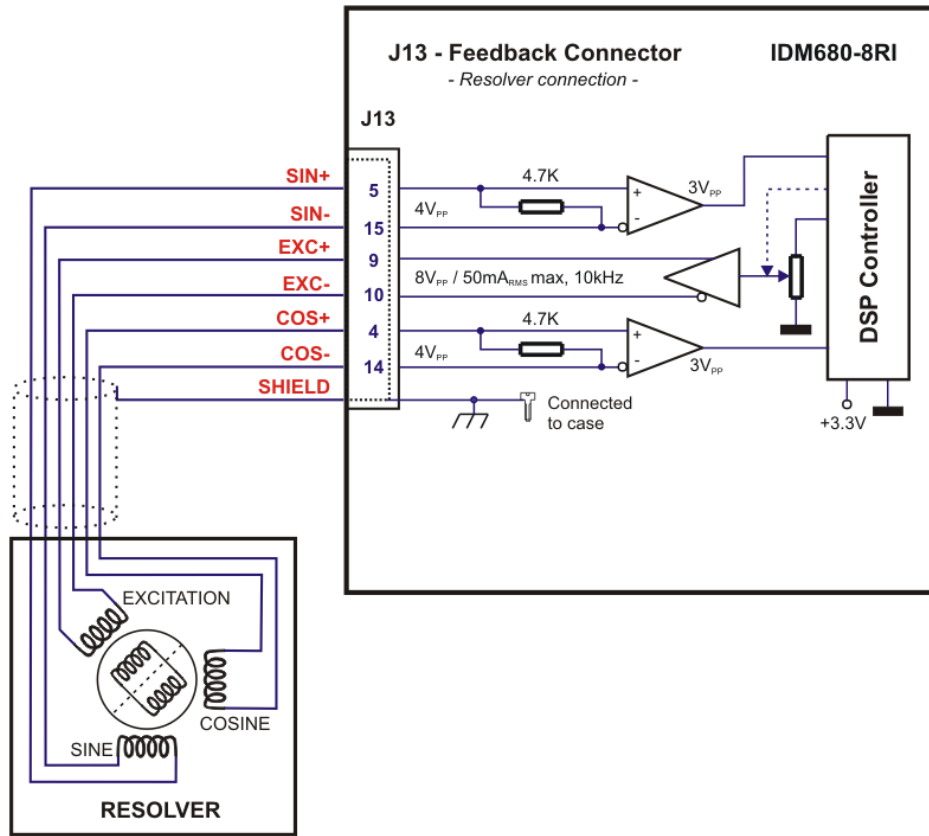 J13 - Feedback Connector
IDM680-8RI
- Resolver connection -
J13
SIN+
5
4.7K
+
3VPP
SIN-
4VPP
15
-
EXC+
9
8VPP / 50mARMS max, 10kHz
EXC-
10
COS+
4
4.7K
+
COS-
4VPP
14
-
3VPP
DSP Controller
SHIELD
Connected
to case
+3.3V
EXCITATION
COSINE
SINE
RESOLVER